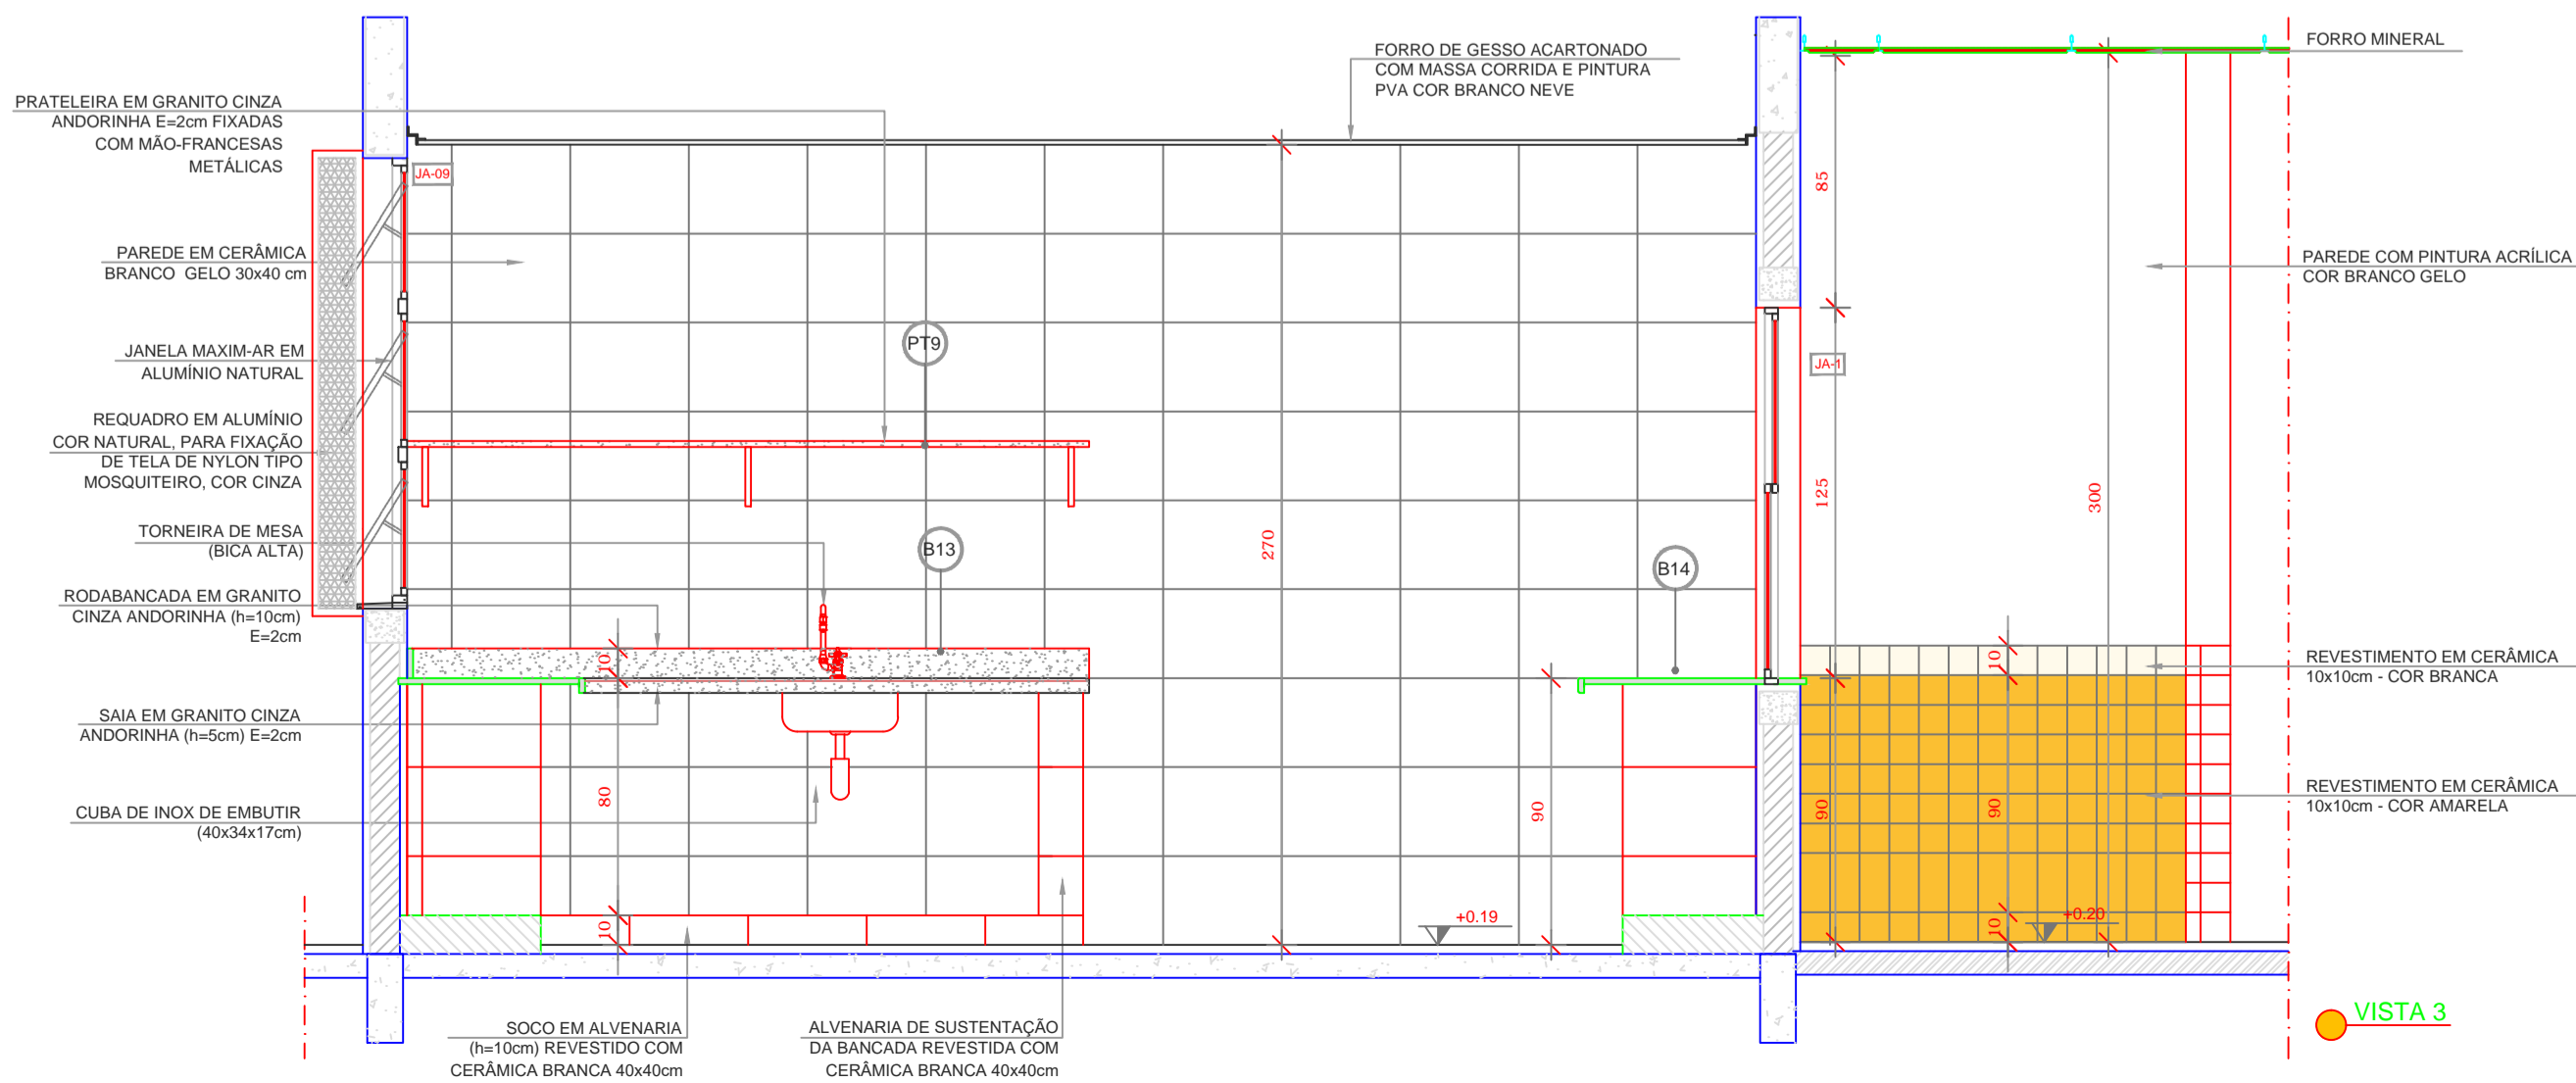 PRATELEIRA EM GRANITO CINZA
ANDORINHA E=2cm FIXADAS
COM MÃO-FRANCESAS
METÁLICAS
PAREDE EM CERÂMICA
BRANCO  GELO 30x40 cm
JANELA MAXIM-AR EM
ALUMÍNIO NATURAL
REQUADRO EM ALUMÍNIO
COR NATURAL, PARA FIXAÇÃO
DE TELA DE NYLON TIPO
MOSQUITEIRO, COR CINZA
TORNEIRA DE MESA
(BICA ALTA)
RODABANCADA EM GRANITO
CINZA ANDORINHA (h=10cm)
E=2cm
SAIA EM GRANITO CINZA
ANDORINHA (h=5cm) E=2cm
CUBA DE INOX DE EMBUTIR
(40x34x17cm)
SOCO EM ALVENARIA
(h=10cm) REVESTIDO COM
CERÂMICA BRANCA 40x40cm
ALVENARIA DE SUSTENTAÇÃO
DA BANCADA REVESTIDA COM
CERÂMICA BRANCA 40x40cm
FORRO DE GESSO ACARTONADO
COM MASSA CORRIDA E PINTURA
PVA COR BRANCO NEVE
JA-09
PT9
B13
B14
10
80
10
270
90
+0.19
JA-1
85
125
90
300
10
90
10
+0.20
FORRO MINERAL
PAREDE COM PINTURA ACRÍLICA
COR BRANCO GELO
REVESTIMENTO EM CERÂMICA
10x10cm - COR BRANCA
REVESTIMENTO EM CERÂMICA
10x10cm - COR AMARELA
VISTA 3